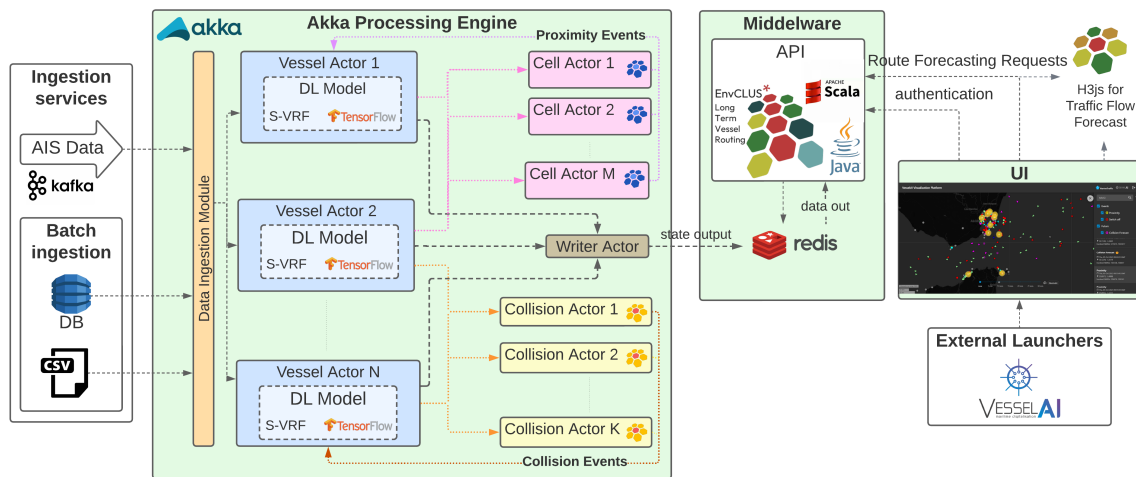 Ingestion
services
AIS Data
kafka
Batch
ingestion
DB
CSV
akka
Akka Processing Engine
Data Ingestion Module
Vessel Actor 1
DL Model
S-VRF
TensorFlow
Vessel Actor 2
DL Model
S-VRF
TensorFlow
Vessel Actor N
DL Model
S-VRF
TensorFlow
Proximity Events
Cell Actor 1
Cell Actor 2
Cell Actor M
Writer Actor
Collision Actor 1
Collision Actor 2
Collision Actor K
Collision Events
state output
Middelware
API
EnvCLUS*
Long
Term
Vessel
Routing
APACHE
Scala
Java
data out
redis
Route Forecasting Requests
authentication
H3js for
Traffic Flow
Forecast
UI
External Launchers
VESSELAI